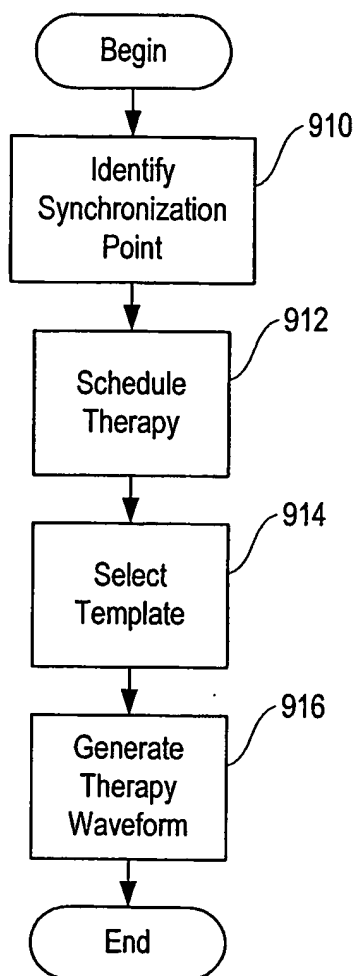 Begin
910
Identify
Synchronization
Point
912
Schedule
Therapy
914
Select
Template
916
Generate
Therapy
Waveform
End